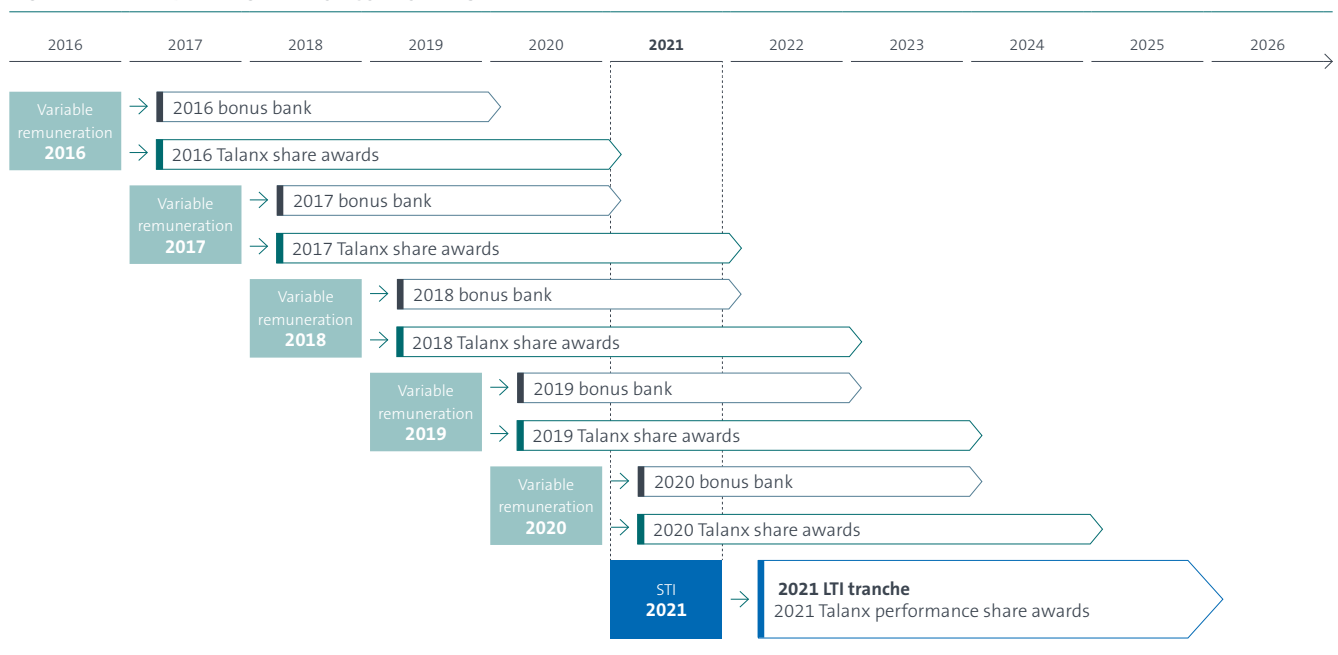 2016 2017 2018 2019 2020 2021 2022 2023 2024 2025 2026
Variable
remuneration
2016
2016 bonus bank
2016 Talanx share awards
Variable
remuneration
2017
2017 bonus bank
2017 Talanx share awards
Variable
remuneration
2018
2018 bonus bank
2018 Talanx share awards
Variable
remuneration
2019
2019 bonus bank
2019 Talanx share awards
Variable
remuneration
2020
2020 bonus bank
2020 Talanx share awards
STI
2021
2021 LTI tranche
2021 Talanx performance share awards